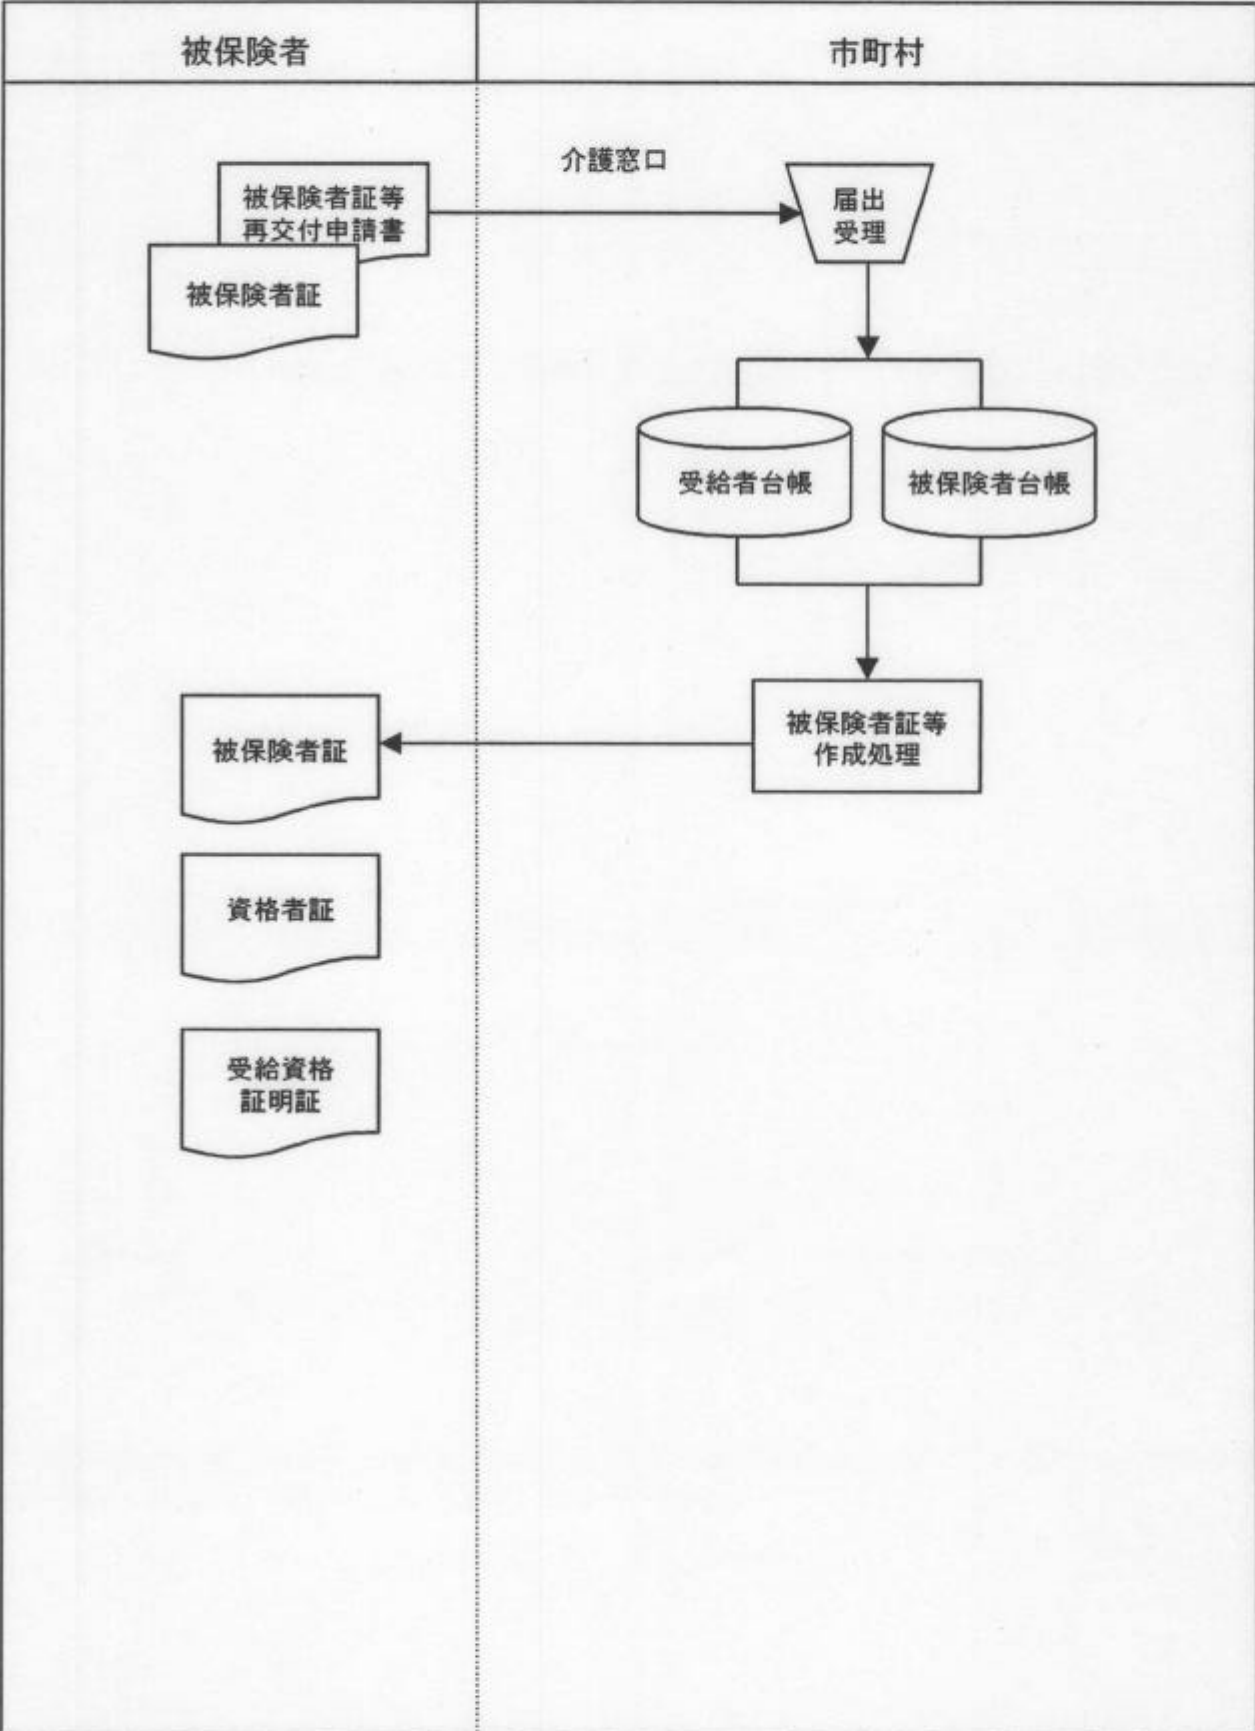 被保険者
市町村
介護窓口
被保険者証等
再交付申請書
届出
受理
被保険者証
受給者台帳
被保険者台帳
被保険者証等
作成処理
被保険者証
資格者証
受給資格
証明証